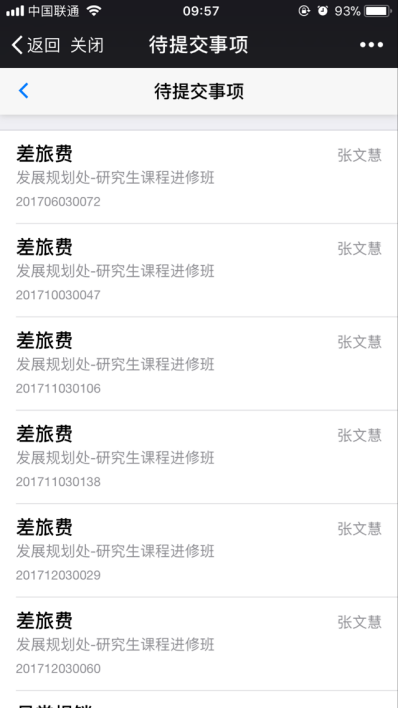 中国联通 09:57 93%
返回 关闭 待提交事项
待提交事项
差旅费 张文慧
发展规划处-研究生课程进修班
201706030072
差旅费 张文慧
发展规划处-研究生课程进修班
201710030047
差旅费 张文慧
发展规划处-研究生课程进修班
201711030106
差旅费 张文慧
发展规划处-研究生课程进修班
201711030138
差旅费 张文慧
发展规划处-研究生课程进修班
201712030029
差旅费 张文慧
发展规划处-研究生课程进修班
201712030060